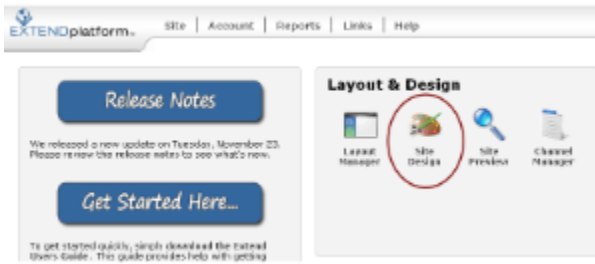 EXTENDplatform™
Site | Account | Reports | Links | Help
Release Notes
We released a new update on Tuesday, November 23.
Please review the release notes to see what's new.
Get Started Here...
To get started quickly, simply download the Extend
Users Guide. This guide provides help with getting
Layout & Design
Layout
Manager
Site
Design
Site
Preview
Channel
Manager